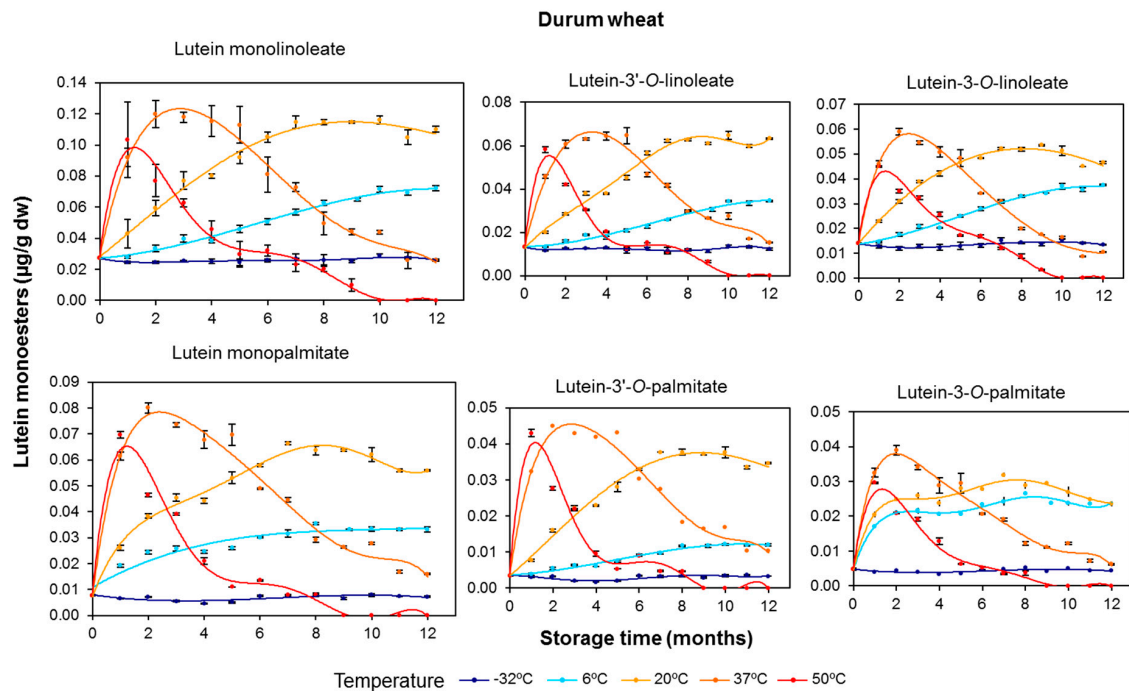 Durum wheat
Lutein monolinoleate
Lutein-3'-O-linoleate
Lutein-3-O-linoleate
0.14
0.12
0.10
0.08
0.06
0.04
0.02
0.00
0 2 4 6 8 10 12
0.08
0.06
0.04
0.02
0.00
0 2 4 6 8 10 12
0.07
0.06
0.05
0.04
0.03
0.02
0.01
0.00
0 2 4 6 8 10 12
Lutein monoesters (µg/g dw)
Lutein monopalmitate
Lutein-3'-O-palmitate
Lutein-3-O-palmitate
0.09
0.08
0.07
0.06
0.05
0.04
0.03
0.02
0.01
0.00
0 2 4 6 8 10 12
0.05
0.04
0.03
0.02
0.01
0.00
0 2 4 6 8 10 12
0.05
0.04
0.03
0.02
0.01
0.00
0 2 4 6 8 10 12
Storage time (months)
Temperature -32ºC 6ºC 20ºC 37ºC 50ºC